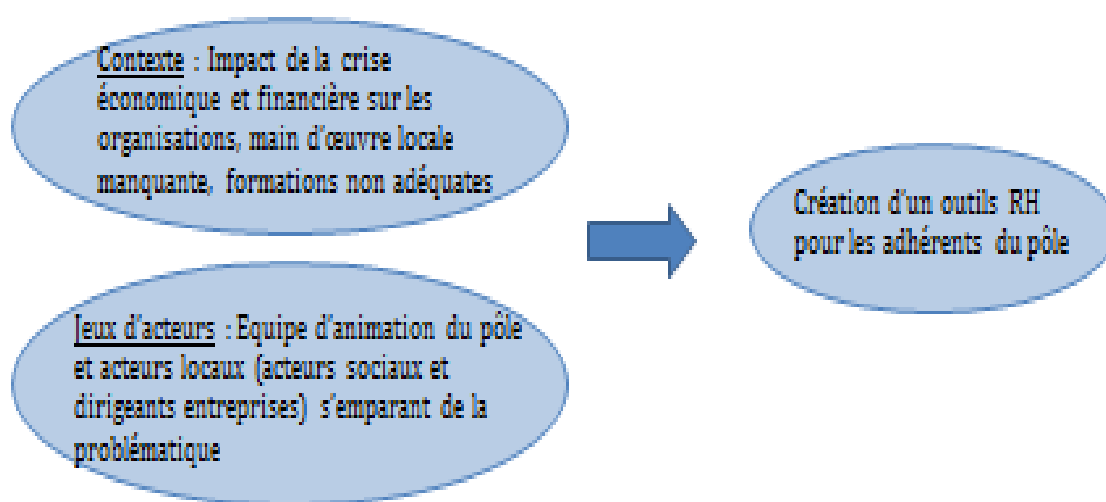 Contexte : Impact de la crise
économique et financière sur les
organisations, main d'œuvre locale
manquante, formations non adéquates
Jeux d'acteurs : Equipe d'animation du pôle
et acteurs locaux (acteurs sociaux et
dirigeants entreprises) s'emparant de la
problématique
Création d'un outils RH
pour les adhérents du pôle